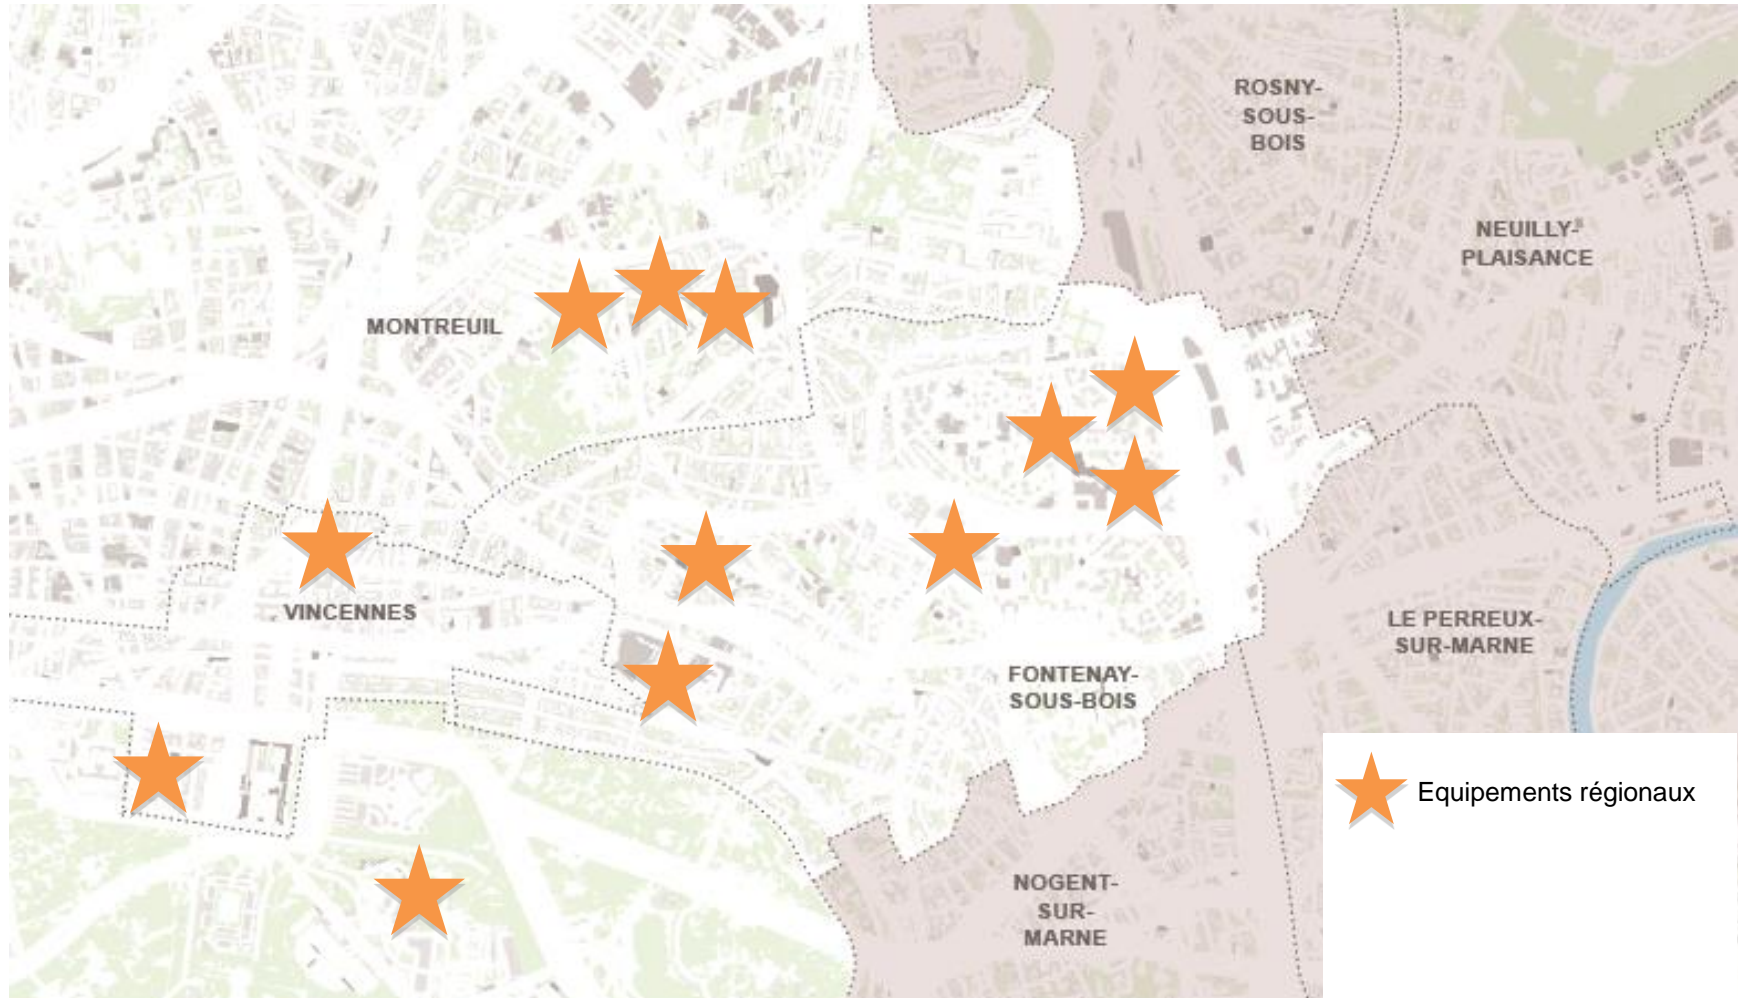 ROSNY-
SOUS-
BOIS
NEUILLY-
PLAISANCE
MONTREUIL
VINCENNES
LE PERREUX-
SUR-MARNE
FONTENAY-
SOUS-BOIS
Equipements régionaux
NOGENT-
SUR-
MARNE